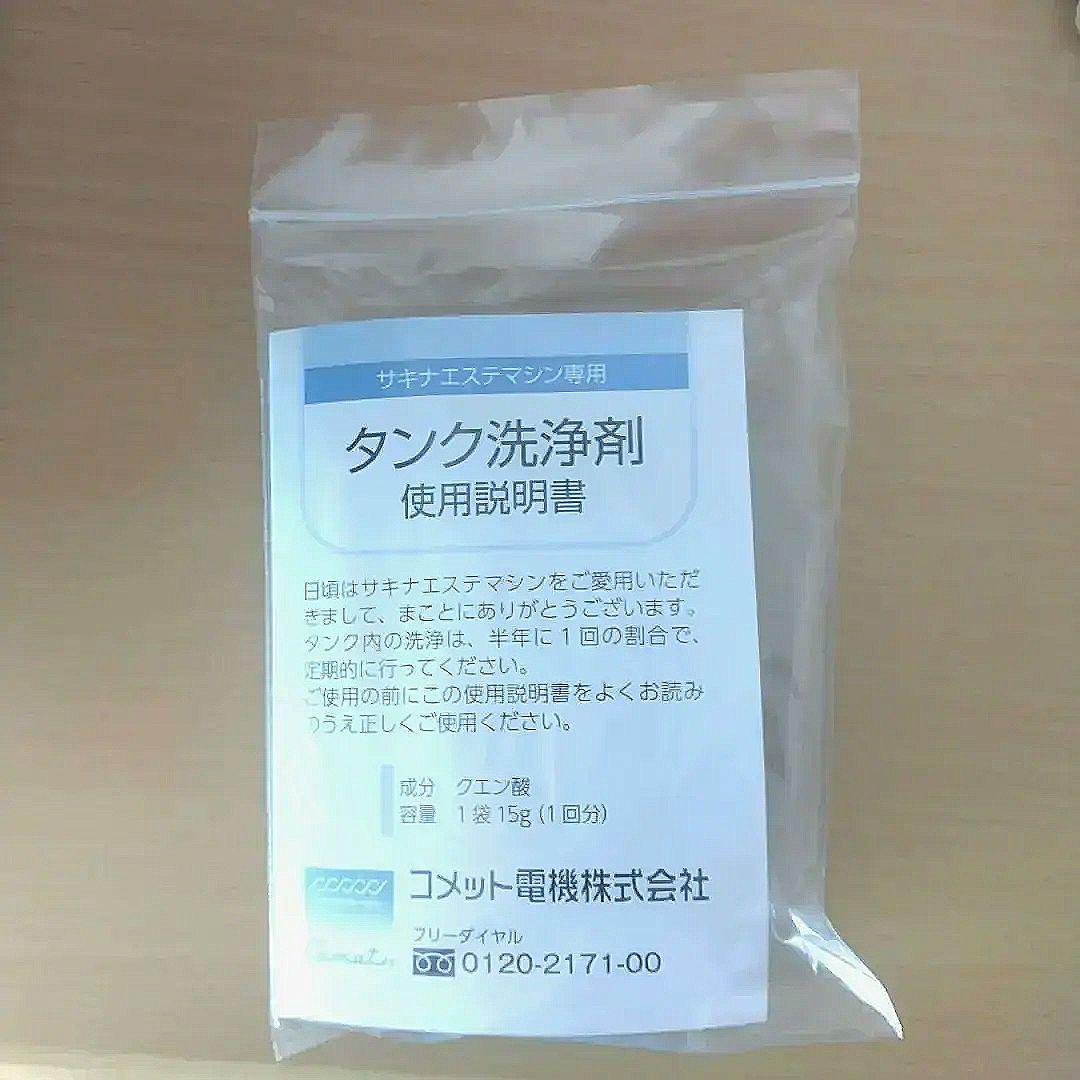 サキナエステマシン専用
タンク洗浄剤
使用説明書
日頃はサキナエステマシンをご愛用いただ
きまして、まことにありがとうございます。
タンク内の洗浄は、半年に1回の割合で、
定期的に行ってください。
ご使用の前にこの使用説明書をよくお読み
のうえ正しくご使用ください。
成分 クエン酸
容量 1袋15g(1回分)
コメット電機株式会社
フリーダイヤル
0120-2171-00